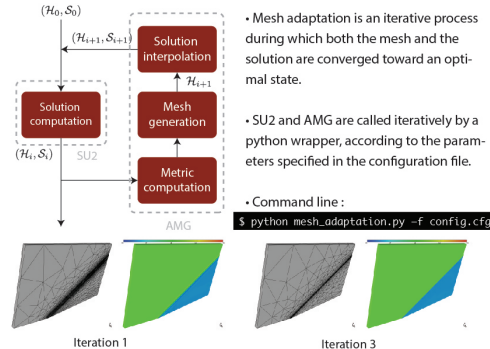 (H₀, S₀)
(Hᵢ₊₁, Sᵢ₊₁)
Solution
interpolation
Hᵢ₊₁
Solution
computation
Mesh
generation
SU2
(Hᵢ, Sᵢ)
Metric
computation
AMG
• Mesh adaptation is an iterative process
during which both the mesh and the
solution are converged toward an opti-
mal state.
• SU2 and AMG are called iteratively by a
python wrapper, according to the param-
eters specified in the configuration file.
• Command line :
$ python mesh_adaptation.py –f config.cfg
Iteration 1
Iteration 3